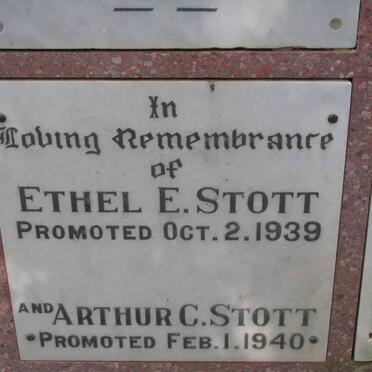 In
Loving Remembrance
of
ETHEL E. STOTT
PROMOTED OCT. 2. 1939
AND ARTHUR C. STOTT
PROMOTED FEB. 1. 1940